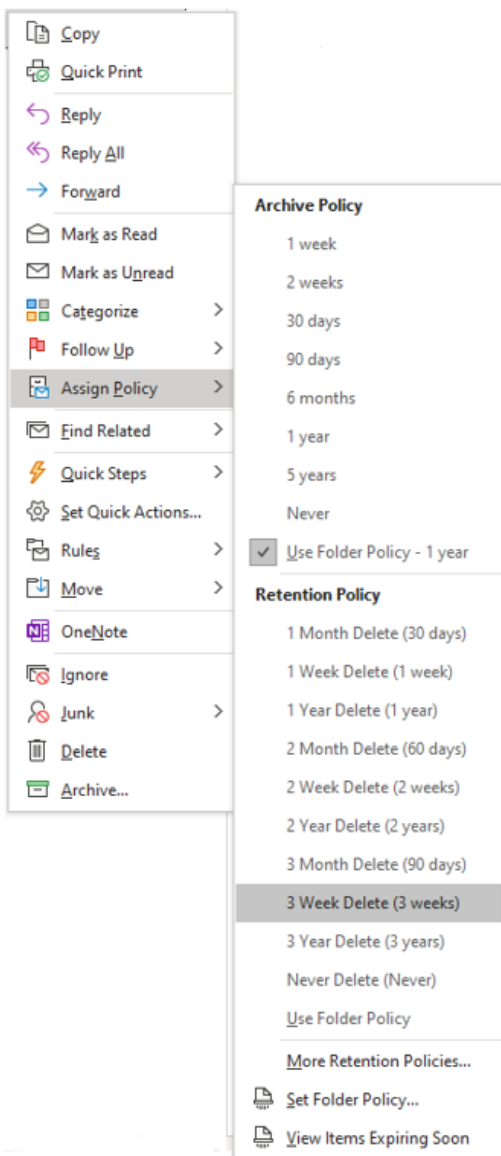 Copy
Quick Print
Reply
Reply All
Forward
Mark as Read
Mark as Unread
Categorize
Follow Up
Assign Policy
Find Related
Quick Steps
Set Quick Actions...
Rules
Move
OneNote
Ignore
Junk
Delete
Archive...
Archive Policy
1 week
2 weeks
30 days
90 days
6 months
1 year
5 years
Never
Use Folder Policy - 1 year
Retention Policy
1 Month Delete (30 days)
1 Week Delete (1 week)
1 Year Delete (1 year)
2 Month Delete (60 days)
2 Week Delete (2 weeks)
2 Year Delete (2 years)
3 Month Delete (90 days)
3 Week Delete (3 weeks)
3 Year Delete (3 years)
Never Delete (Never)
Use Folder Policy
More Retention Policies...
Set Folder Policy...
View Items Expiring Soon